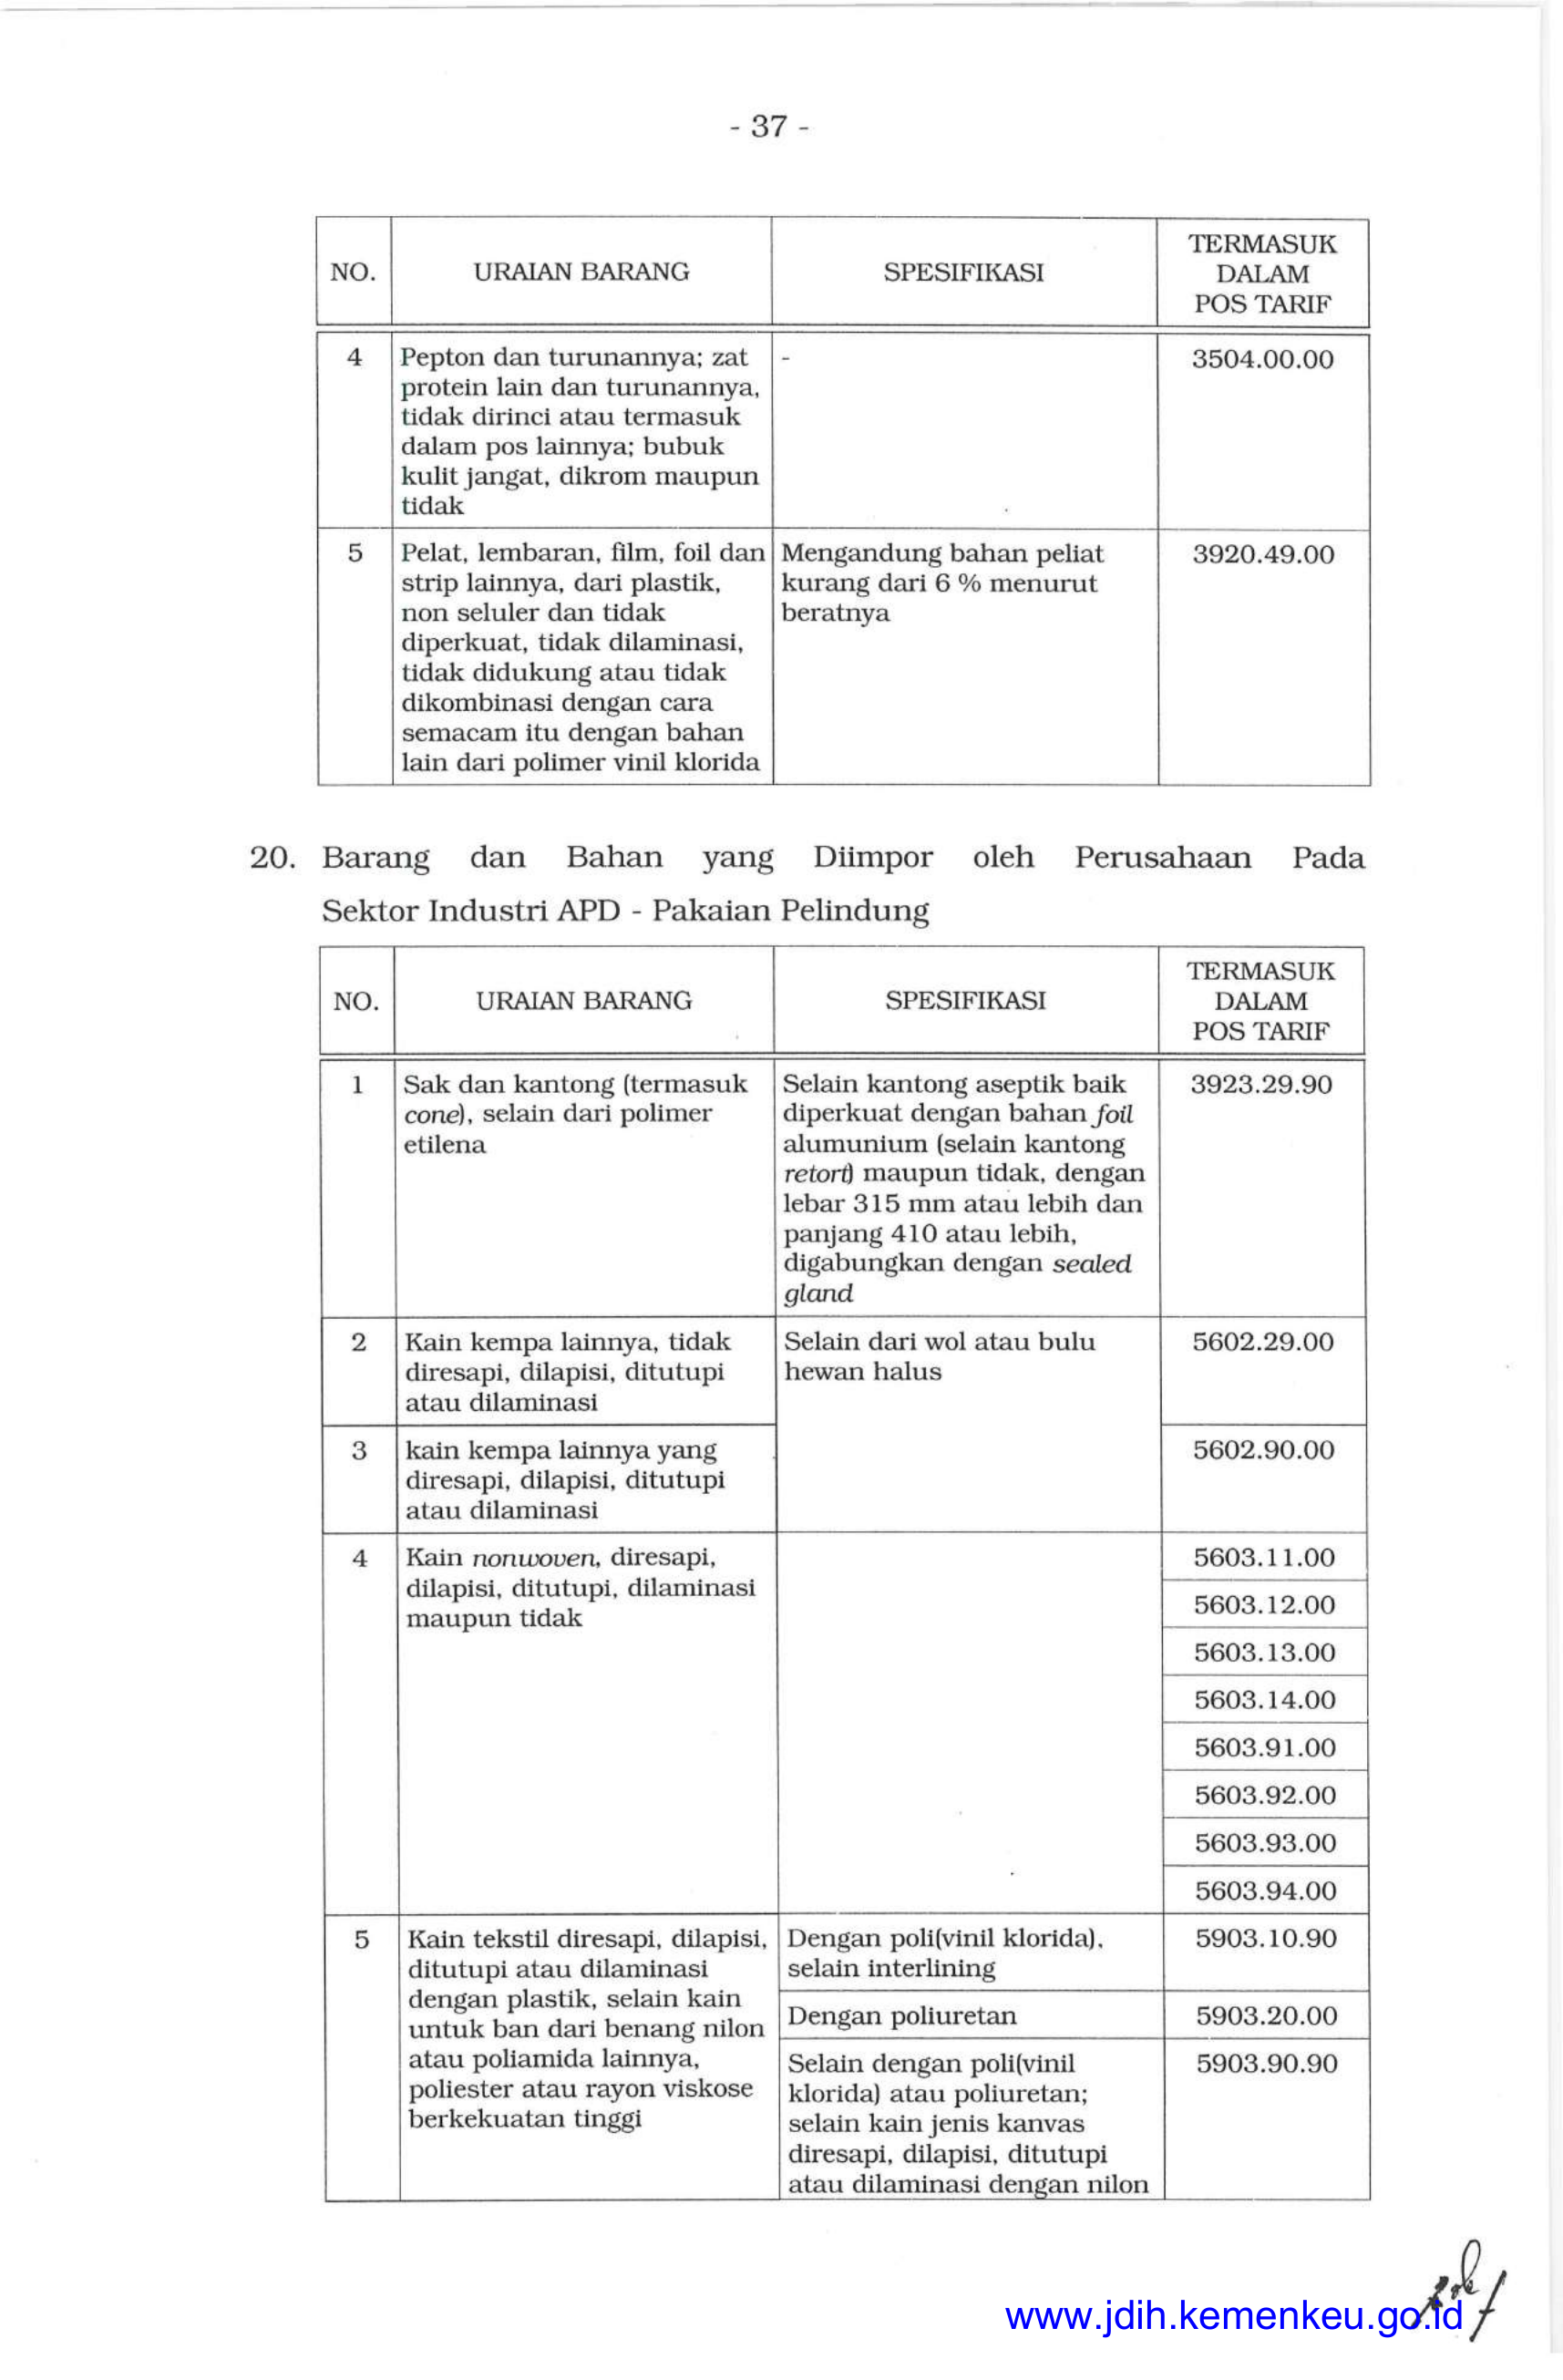 - 37 -
NO.
URAIAN BARANG
SPESIFIKASI
TERMASUK
DALAM
POS TARIF
4
Pepton dan turunannya; zat
protein lain dan turunannya,
tidak dirinci atau termasuk
dalam pos lainnya; bubuk
kulit jangat, dikrom maupun
tidak
-
3504.00.00
5
Pelat, lembaran, film, foil dan
strip lainnya, dari plastik,
non seluler dan tidak
diperkuat, tidak dilaminasi,
tidak didukung atau tidak
dikombinasi dengan cara
semacam itu dengan bahan
lain dari polimer vinil klorida
Mengandung bahan peliat
kurang dari 6 % menurut
beratnya
3920.49.00
20. Barang dan Bahan yang Diimpor oleh Perusahaan Pada
Sektor Industri APD - Pakaian Pelindung
NO.
URAIAN BARANG
SPESIFIKASI
TERMASUK
DALAM
POS TARIF
1
Sak dan kantong (termasuk
cone), selain dari polimer
etilena
Selain kantong aseptik baik
diperkuat dengan bahan foil
alumunium (selain kantong
retort) maupun tidak, dengan
lebar 315 mm atau lebih dan
panjang 410 atau lebih,
digabungkan dengan sealed
gland
3923.29.90
2
Kain kempa lainnya, tidak
diresapi, dilapisi, ditutupi
atau dilaminasi
Selain dari wol atau bulu
hewan halus
5602.29.00
3
kain kempa lainnya yang
diresapi, dilapisi, ditutupi
atau dilaminasi
5602.90.00
4
Kain nonwoven, diresapi,
dilapisi, ditutupi, dilaminasi
maupun tidak
5603.11.00
5603.12.00
5603.13.00
5603.14.00
5603.91.00
5603.92.00
5603.93.00
5603.94.00
5
Kain tekstil diresapi, dilapisi,
ditutupi atau dilaminasi
dengan plastik, selain kain
untuk ban dari benang nilon
atau poliamida lainnya,
poliester atau rayon viskose
berkekuatan tinggi
Dengan poli(vinil klorida),
selain interlining
5903.10.90
Dengan poliuretan
5903.20.00
Selain dengan poli(vinil
klorida) atau poliuretan;
selain kain jenis kanvas
diresapi, dilapisi, ditutupi
atau dilaminasi dengan nilon
5903.90.90
www.jdih.kemenkeu.go.id